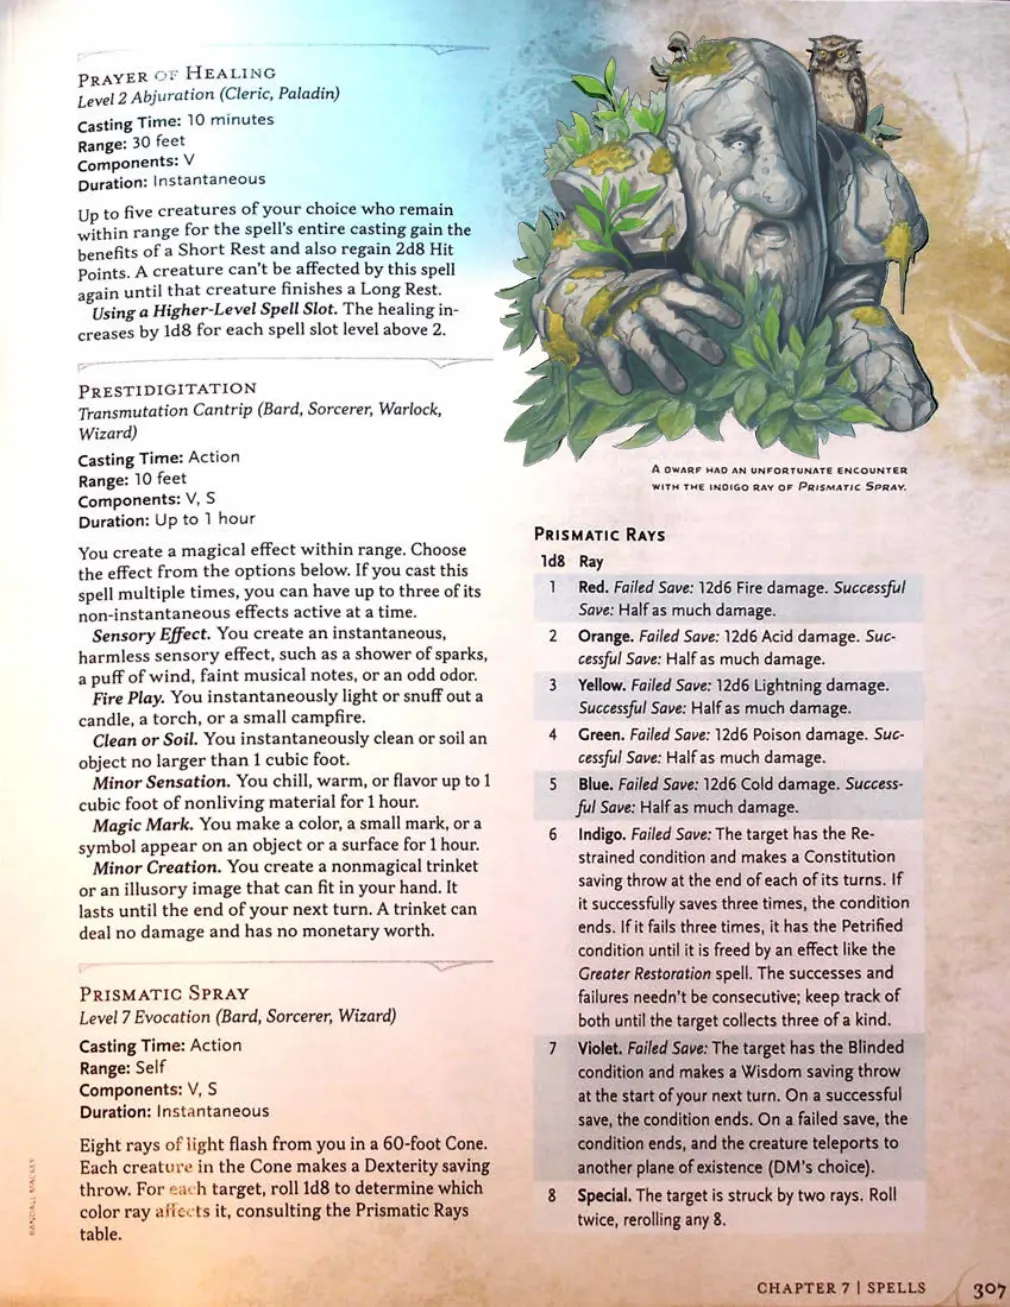 PRAYER OF HEALING
Level 2 Abjuration (Cleric, Paladin)
Casting Time: 10 minutes
Range: 30 feet
Components: V
Duration: Instantaneous
Up to five creatures of your choice who remain
within range for the spell's entire casting gain the
benefits of a Short Rest and also regain 2d8 Hit
Points. A creature can't be affected by this spell
again until that creature finishes a Long Rest.
Using a Higher-Level Spell Slot. The healing in-
creases by 1d8 for each spell slot level above 2.
PRESTIDIGITATION
Transmutation Cantrip (Bard, Sorcerer, Warlock,
Wizard)
Casting Time: Action
Range: 10 feet
Components: V, S
Duration: Up to 1 hour
You create a magical effect within range. Choose
the effect from the options below. If you cast this
spell multiple times, you can have up to three of its
non-instantaneous effects active at a time.
Sensory Effect. You create an instantaneous,
harmless sensory effect, such as a shower of sparks,
a puff of wind, faint musical notes, or an odd odor.
Fire Play. You instantaneously light or snuff out a
candle, a torch, or a small campfire.
Clean or Soil. You instantaneously clean or soil an
object no larger than 1 cubic foot.
Minor Sensation. You chill, warm, or flavor up to 1
cubic foot of nonliving material for 1 hour.
Magic Mark. You make a color, a small mark, or a
symbol appear on an object or a surface for 1 hour.
Minor Creation. You create a nonmagical trinket
or an illusory image that can fit in your hand. It
lasts until the end of your next turn. A trinket can
deal no damage and has no monetary worth.
PRISMATIC SPRAY
Level 7 Evocation (Bard, Sorcerer, Wizard)
Casting Time: Action
Range: Self
Components: V, S
Duration: Instantaneous
Eight rays of light flash from you in a 60-foot Cone.
Each creature in the Cone makes a Dexterity saving
throw. For each target, roll 1d8 to determine which
color ray affects it, consulting the Prismatic Rays
table.
RANDALL MACKEY
A DWARF HAD AN UNFORTUNATE ENCOUNTER
WITH THE INDIGO RAY OF PRISMATIC SPRAY.
PRISMATIC RAYS
1d8 Ray
1 Red. Failed Save: 12d6 Fire damage. Successful
Save: Half as much damage.
2 Orange. Failed Save: 12d6 Acid damage. Suc-
cessful Save: Half as much damage.
3 Yellow. Failed Save: 12d6 Lightning damage.
Successful Save: Half as much damage.
4 Green. Failed Save: 12d6 Poison damage. Suc-
cessful Save: Half as much damage.
5 Blue. Failed Save: 12d6 Cold damage. Success-
ful Save: Half as much damage.
6 Indigo. Failed Save: The target has the Re-
strained condition and makes a Constitution
saving throw at the end of each of its turns. If
it successfully saves three times, the condition
ends. If it fails three times, it has the Petrified
condition until it is freed by an effect like the
Greater Restoration spell. The successes and
failures needn't be consecutive; keep track of
both until the target collects three of a kind.
7 Violet. Failed Save: The target has the Blinded
condition and makes a Wisdom saving throw
at the start of your next turn. On a successful
save, the condition ends. On a failed save, the
condition ends, and the creature teleports to
another plane of existence (DM's choice).
8 Special. The target is struck by two rays. Roll
twice, rerolling any 8.
CHAPTER 7 | SPELLS 307